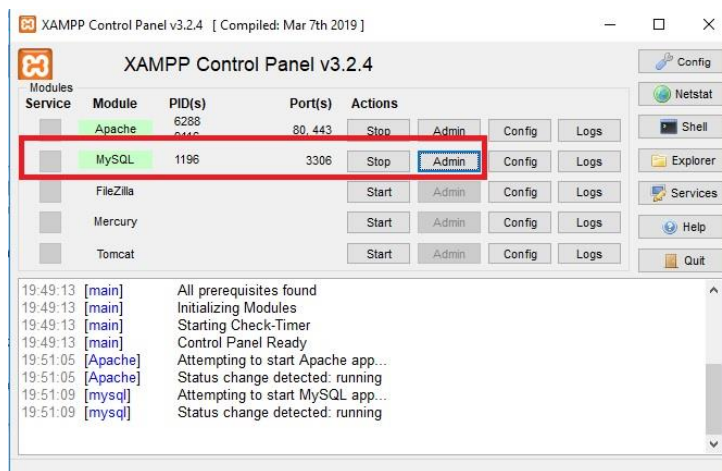 XAMPP Control Panel v3.2.4 [ Compiled: Mar 7th 2019 ]
XAMPP Control Panel v3.2.4
Config
Modules
Service Module PID(s) Port(s) Actions
Netstat
Apache 6288 80, 443 Stop Admin Config Logs
Shell
MySQL 1196 3306 Stop Admin Config Logs
Explorer
FileZilla Start Admin Config Logs
Services
Mercury Start Admin Config Logs
Help
Tomcat Start Admin Config Logs
Quit
19:49:13 [main] All prerequisites found
19:49:13 [main] Initializing Modules
19:49:13 [main] Starting Check-Timer
19:49:13 [main] Control Panel Ready
19:51:05 [Apache] Attempting to start Apache app...
19:51:05 [Apache] Status change detected: running
19:51:09 [mysql] Attempting to start MySQL app...
19:51:09 [mysql] Status change detected: running